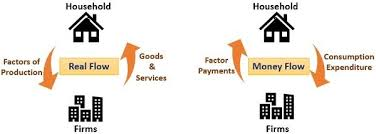 Household
Factors of
Production
Real Flow
Goods
&
Services
Firms
Household
Factor
Payments
Money Flow
Consumption
Expenditure
Firms